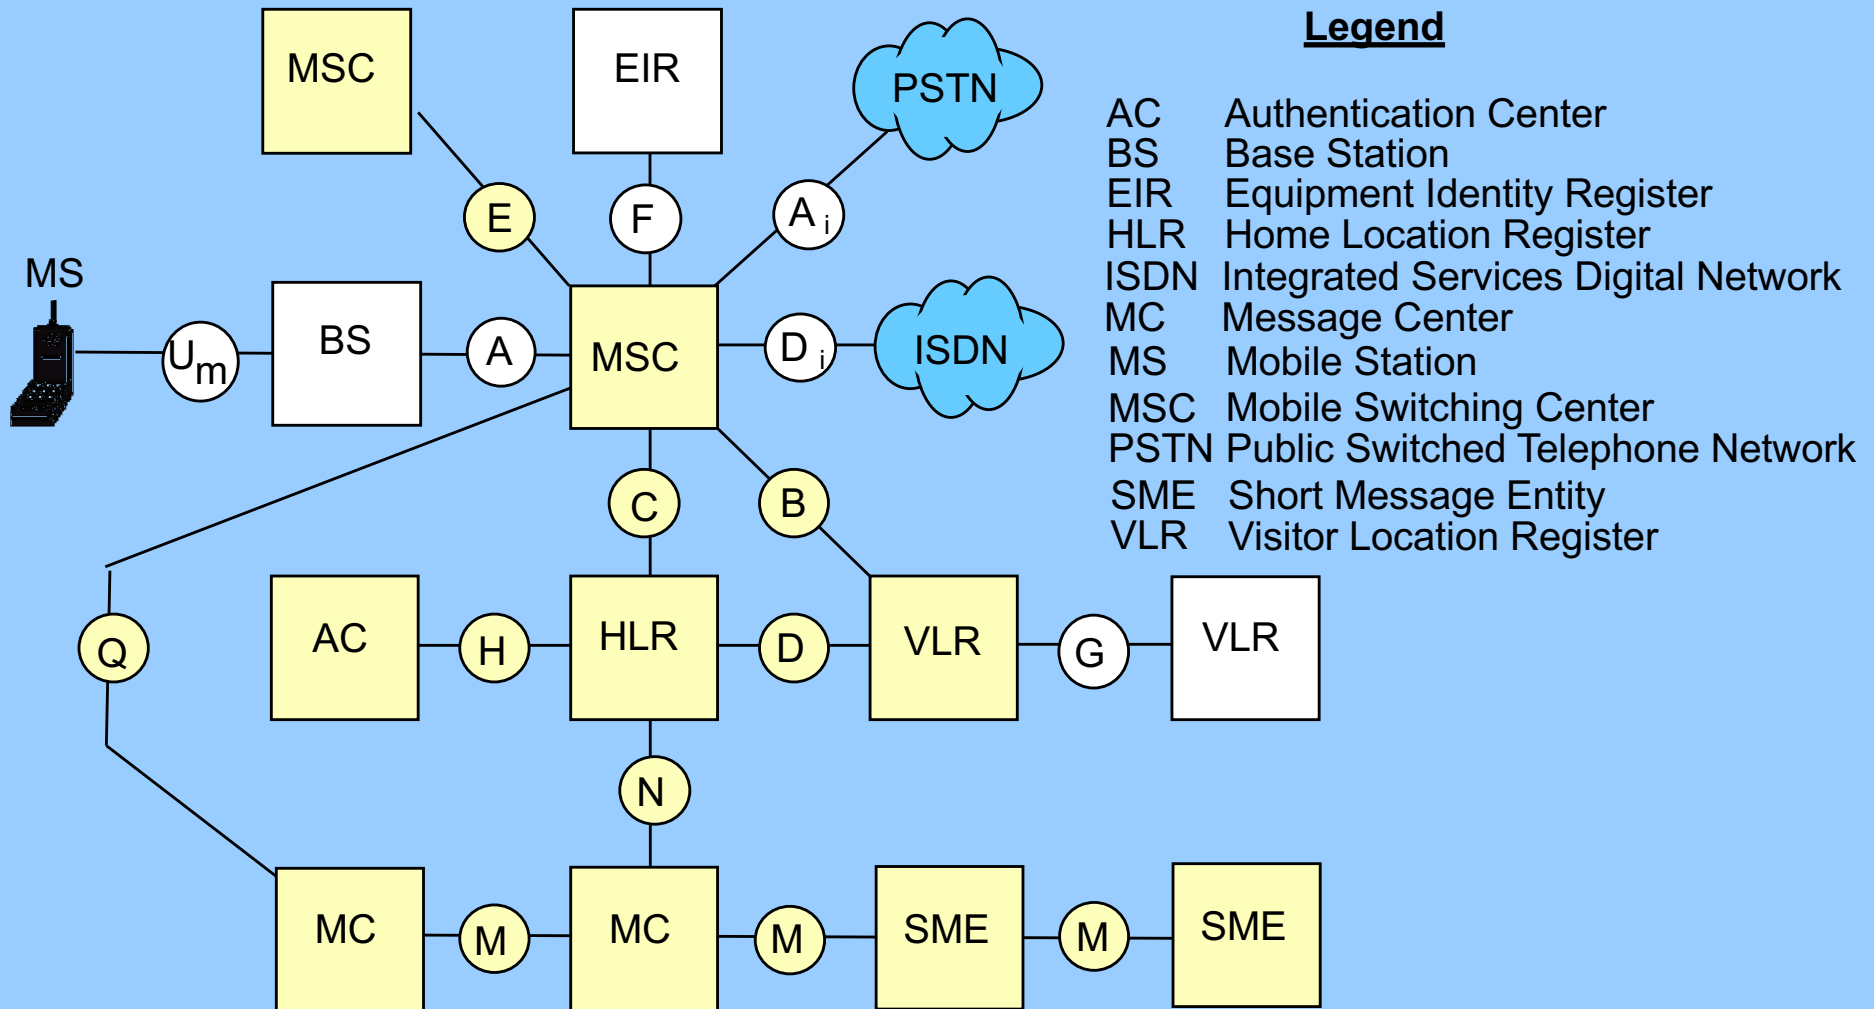 Legend
MSC
EIR
PSTN
AC Authentication Center
BS Base Station
EIR Equipment Identity Register
HLR Home Location Register
ISDN Integrated Services Digital Network
MC Message Center
MS Mobile Station
MSC Mobile Switching Center
PSTN Public Switched Telephone Network
SME Short Message Entity
VLR Visitor Location Register
E
F
A i
MS
Um
BS
A
MSC
D i
ISDN
C
B
Q
AC
H
HLR
D
VLR
G
VLR
N
MC
M
MC
M
SME
M
SME